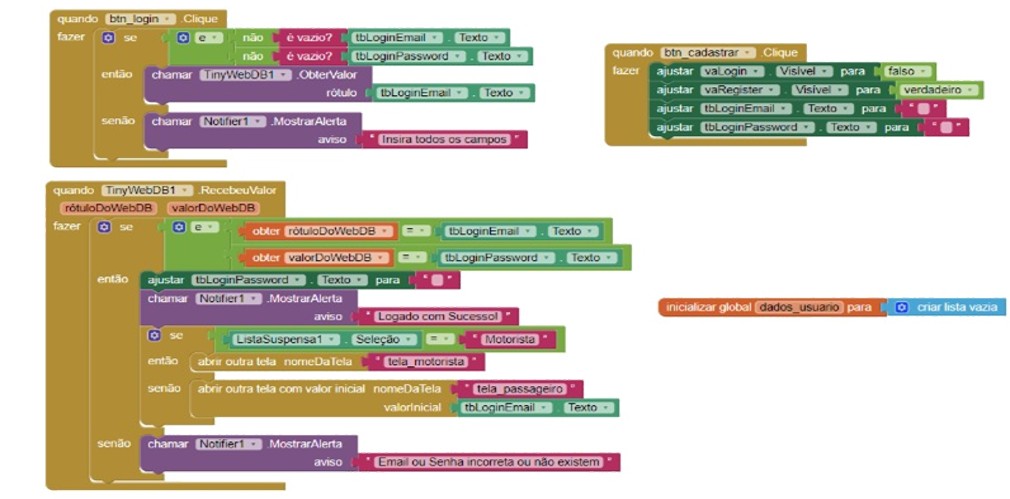 quando btn_login .Clique
fazer se e não é vazio? tbLoginEmail . Texto
não é vazio? tbLoginPassword . Texto
então chamar TinyWebDB1 .ObterValor
rótulo tbLoginEmail . Texto
senão chamar Notifier1 .MostrarAlerta
aviso " Insira todos os campos "
quando btn_cadastrar . Clique
fazer ajustar vaLogin . Visível para falso
ajustar vaRegister . Visível para verdadeiro
ajustar tbLoginEmail . Texto para " "
ajustar tbLoginPassword . Texto para " "
quando TinyWebDB1 .RecebeuValor
rótuloDoWebDB valorDoWebDB
fazer se e obter rótuloDoWebDB = tbLoginEmail . Texto
obter valorDoWebDB = tbLoginPassword . Texto
então ajustar tbLoginPassword . Texto para " "
chamar Notifier1 .MostrarAlerta
aviso " Logado com Sucesso! "
se ListaSuspensa1 . Seleção = " Motorista "
então abrir outra tela nomeDaTela " tela_motorista "
senão abrir outra tela com valor inicial nomeDaTela " tela_passageiro "
valorInicial tbLoginEmail . Texto
senão chamar Notifier1 .MostrarAlerta
aviso " Email ou Senha incorreta ou não existem "
inicializar global dados_usuario para criar lista vazia